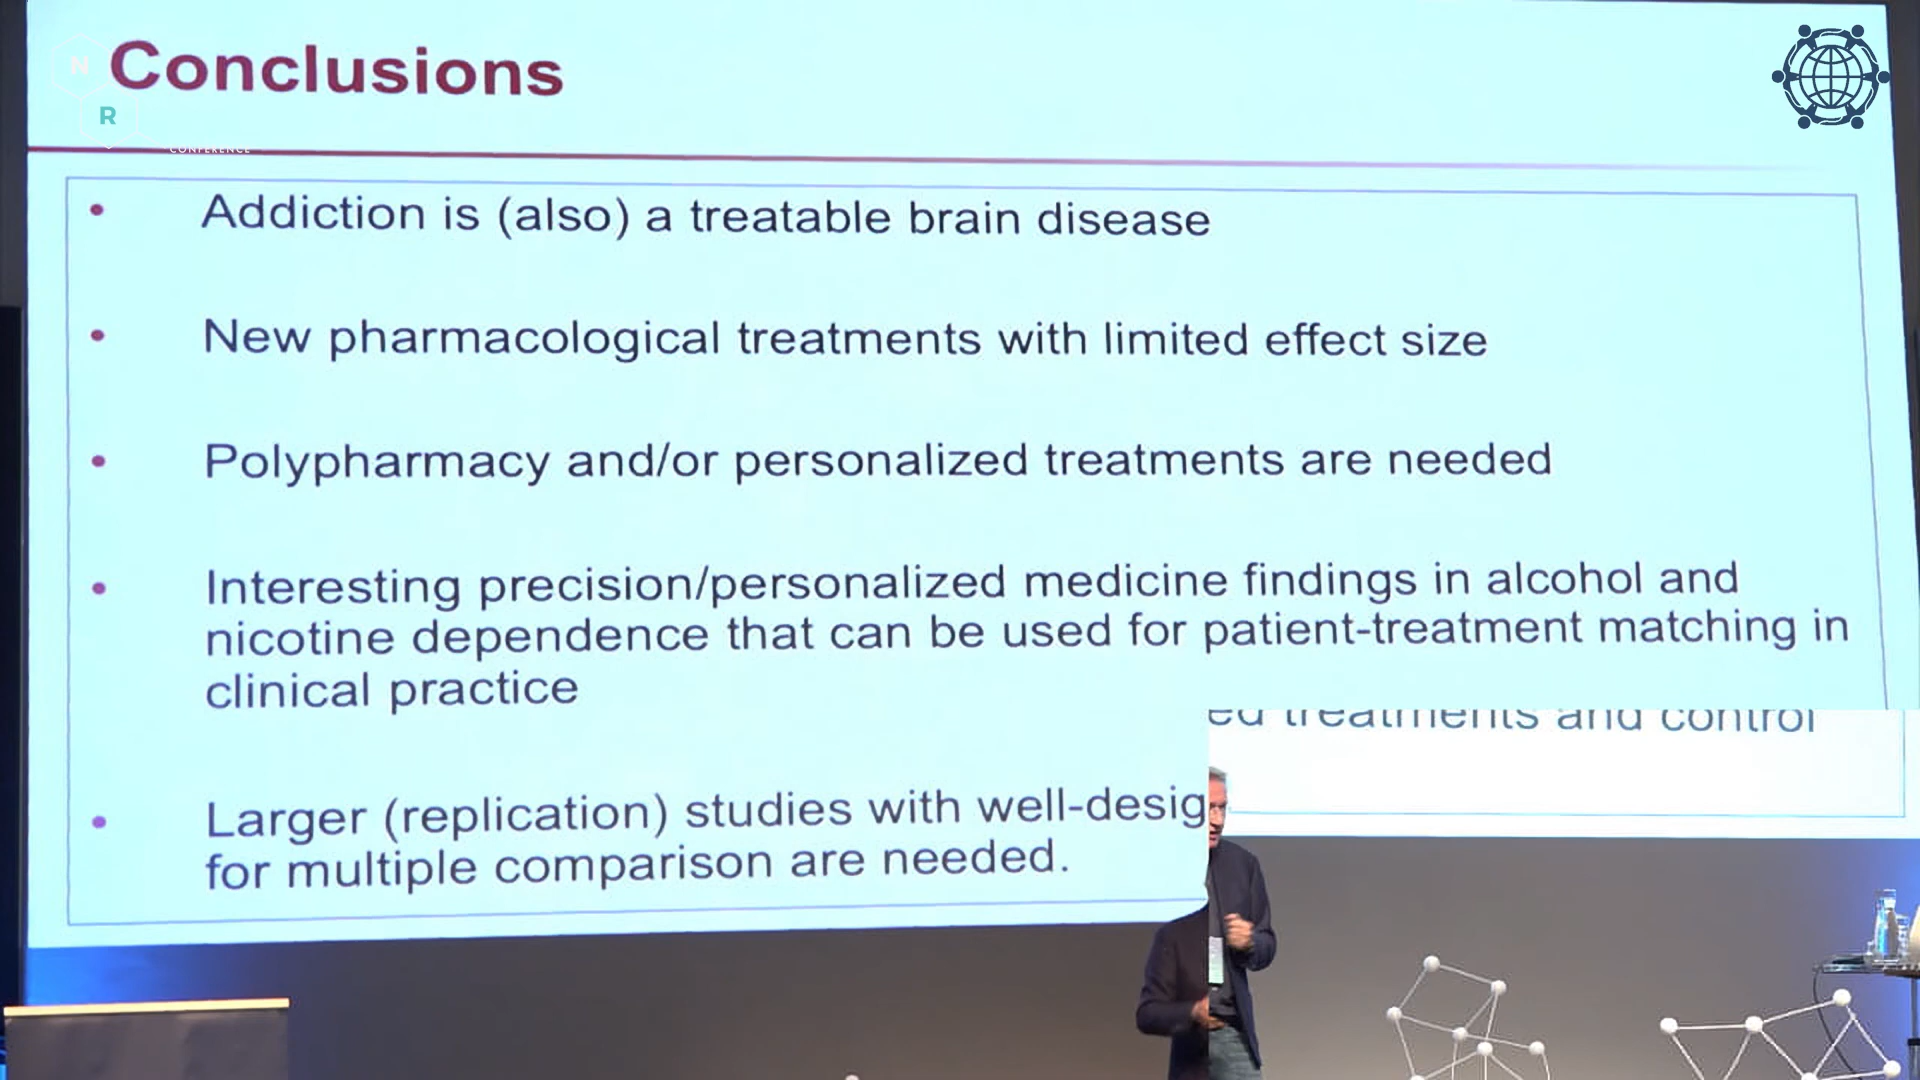 Conclusions
N
R
CONFERENCE
• Addiction is (also) a treatable brain disease
• New pharmacological treatments with limited effect size
• Polypharmacy and/or personalized treatments are needed
• Interesting precision/personalized medicine findings in alcohol and
nicotine dependence that can be used for patient-treatment matching in
clinical practice
ed treatments and control
• Larger (replication) studies with well-desig
for multiple comparison are needed.